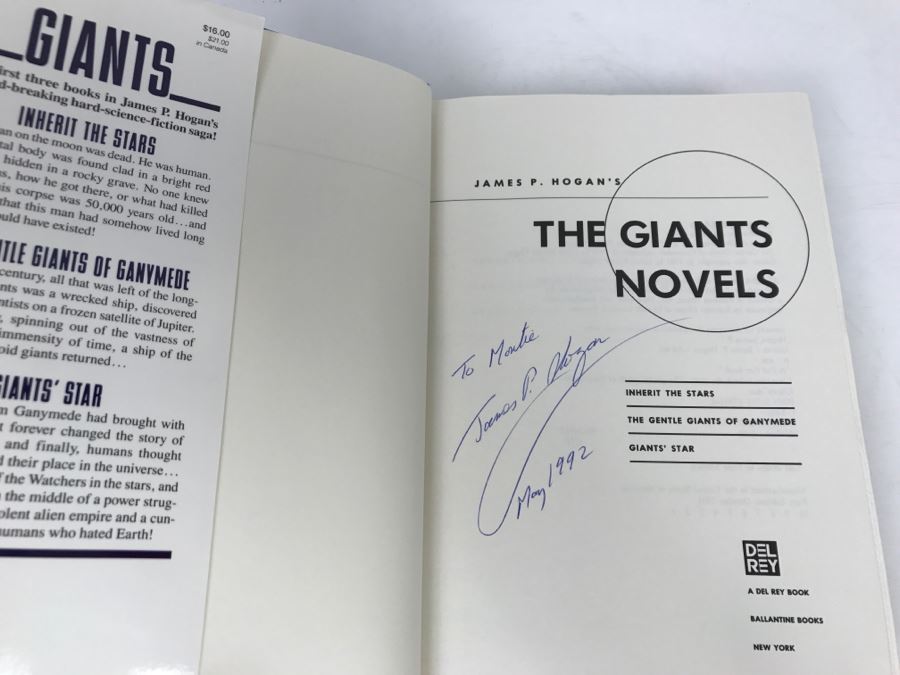 GIANTS
$16.00
$21.00
in Canada
first three books in James P. Hogan's
-breaking hard-science-fiction saga!
INHERIT THE STARS
an on the moon was dead. He was human.
tal body was found clad in a bright red
hidden in a rocky grave. No one knew
s, how he got there, or what had killed
is corpse was 50,000 years old...and
that this man had somehow lived long
uld have existed!
TLE GIANTS OF GANYMEDE
century, all that was left of the long-
nts was a wrecked ship, discovered
ntists on a frozen satellite of Jupiter.
, spinning out of the vastness of
immensity of time, a ship of the
oid giants returned...
GIANTS' STAR
m Ganymede had brought with
t forever changed the story of
and finally, humans thought
d their place in the universe...
f the Watchers in the stars, and
n the middle of a power strug-
olent alien empire and a cun-
humans who hated Earth!
JAMES P. HOGAN'S
THE GIANTS
NOVELS
To Montie
James P. Hogan
May 1992
INHERIT THE STARS
THE GENTLE GIANTS OF GANYMEDE
GIANTS' STAR
DEL
REY
A DEL REY BOOK
BALLANTINE BOOKS
NEW YORK